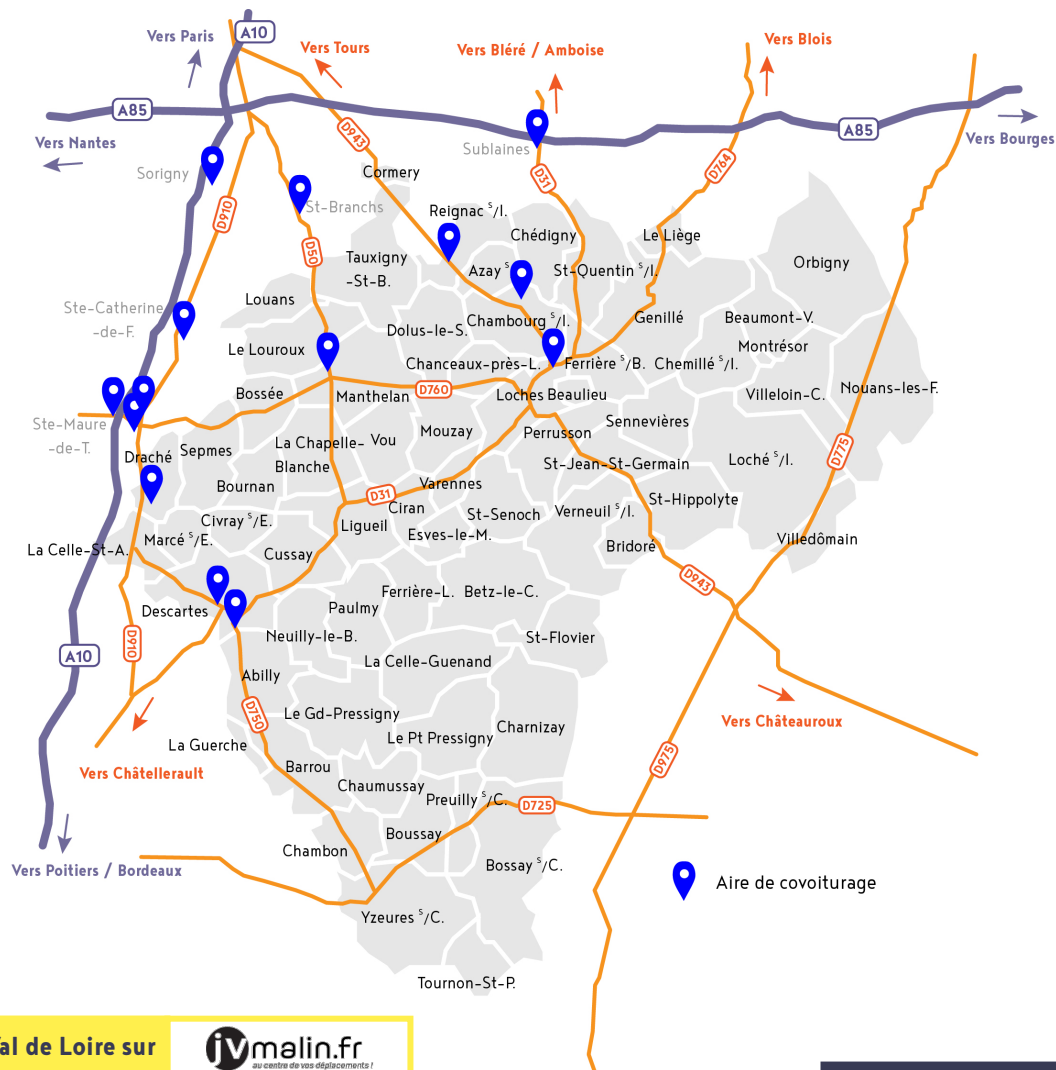 A10
Vers Paris
Vers Tours
Vers Bléré / Amboise
Vers Blois
A85
A85
Vers Nantes
Vers Bourges
D943
Sublaines
D764
D31
Sorigny
Cormery
St-Branchs
D910
Reignac s/I.
Chédigny
Le Liège
D50
Tauxigny
-St-B.
Azay s
St-Quentin s/I.
Orbigny
Louans
Ste-Catherine
-de-F.
Dolus-le-S.
Chambourg s/I.
Genillé
Beaumont-V.
Le Louroux
Montrésor
Chanceaux-près-L.
Ferrière s/B.
Chemillé s/I.
Bossée
Manthelan
D760
Loches
Beaulieu
Villeloin-C.
Nouans-les-F.
Ste-Maure
-de-T.
Draché
Sepmes
La Chapelle-
Blanche
Vou
Mouzay
Perrusson
Sennevières
D775
Bournan
Varennes
St-Jean-St-Germain
Loché s/I.
D31
Ciran
St-Hippolyte
Civray s/E.
Ligueil
St-Senoch
Verneuil s/I.
La Celle-St-A.
Marcé s/E.
Cussay
Esves-le-M.
Bridoré
Villedômain
D943
Descartes
Paulmy
Ferrière-L.
Betz-le-C.
D910
Neuilly-le-B.
St-Flovier
A10
Abilly
La Celle-Guenand
D750
Le Gd-Pressigny
Charnizay
Vers Châteauroux
La Guerche
Le Pt Pressigny
D975
Vers Châtellerault
Barrou
Chaumussay
Preuilly s/C.
D725
Boussay
Chambon
Bossay s/C.
Vers Poitiers / Bordeaux
Aire de covoiturage
Yzeures s/C.
Tournon-St-P.
al de Loire sur
jvmalin.fr
au centre de vos déplacements !